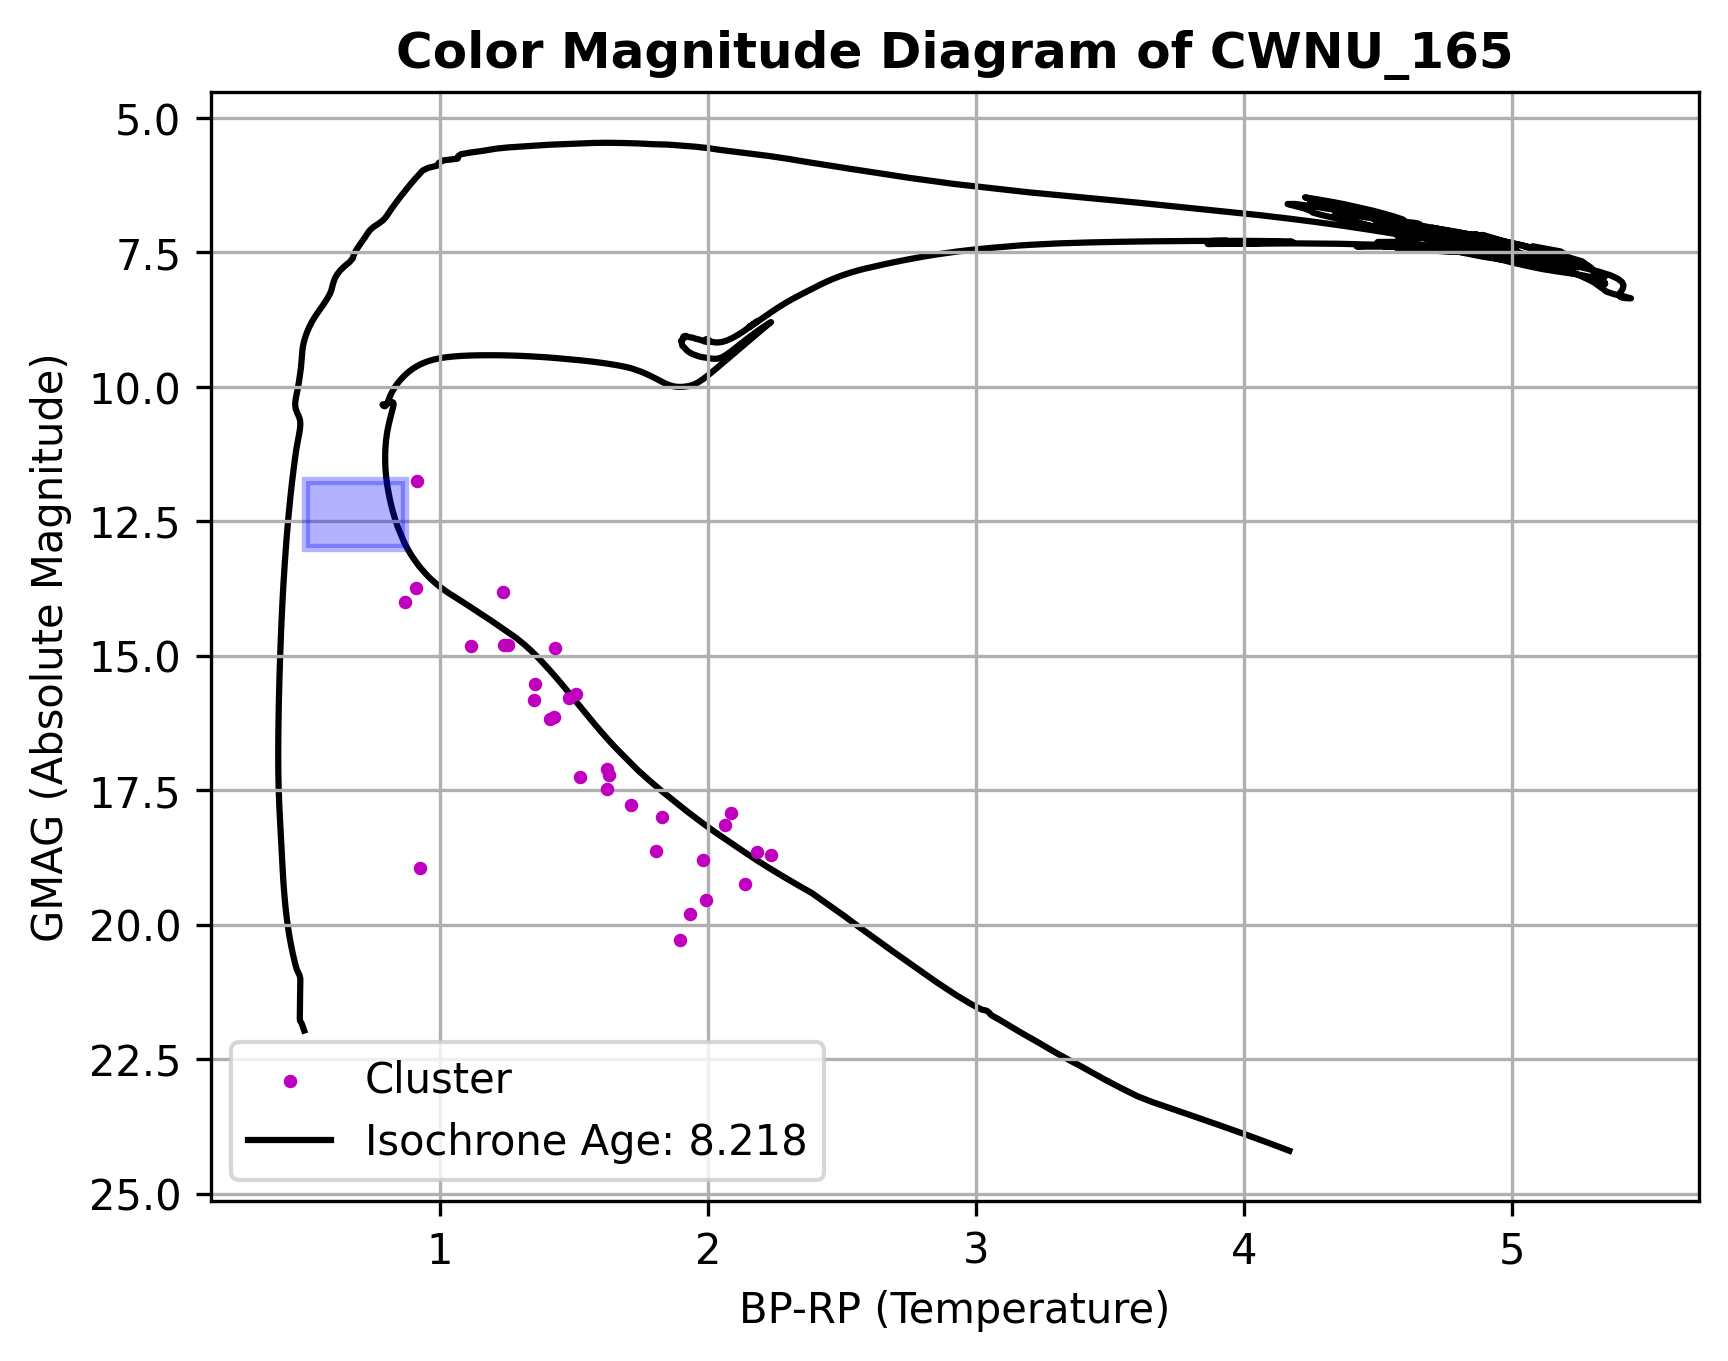 Color Magnitude Diagram of CWNU_165
GMAG (Absolute Magnitude)
5.0
7.5
10.0
12.5
15.0
17.5
20.0
22.5
25.0
Cluster
Isochrone Age: 8.218
1 2 3 4 5
BP-RP (Temperature)